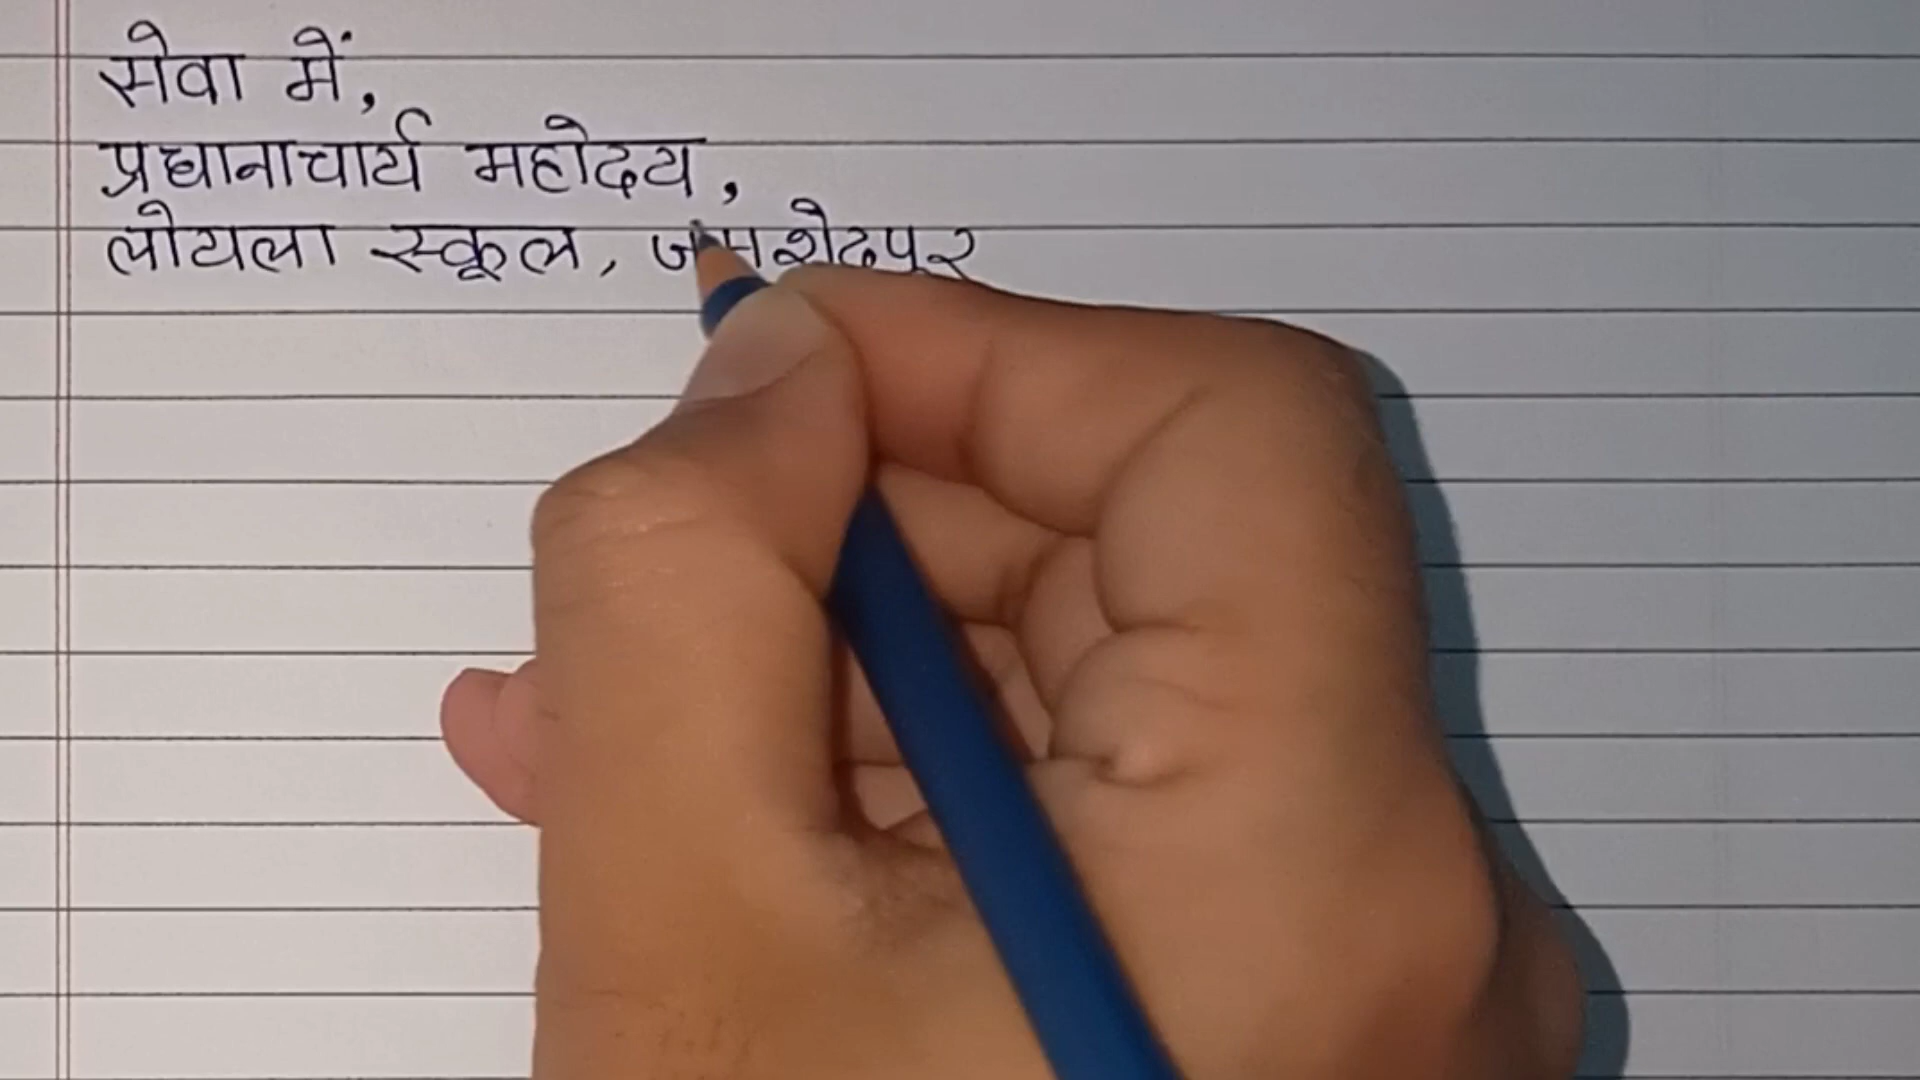 सेवा में,
प्रधानाचार्य महोदय,
लोयला स्कूल, जमशेदपुर